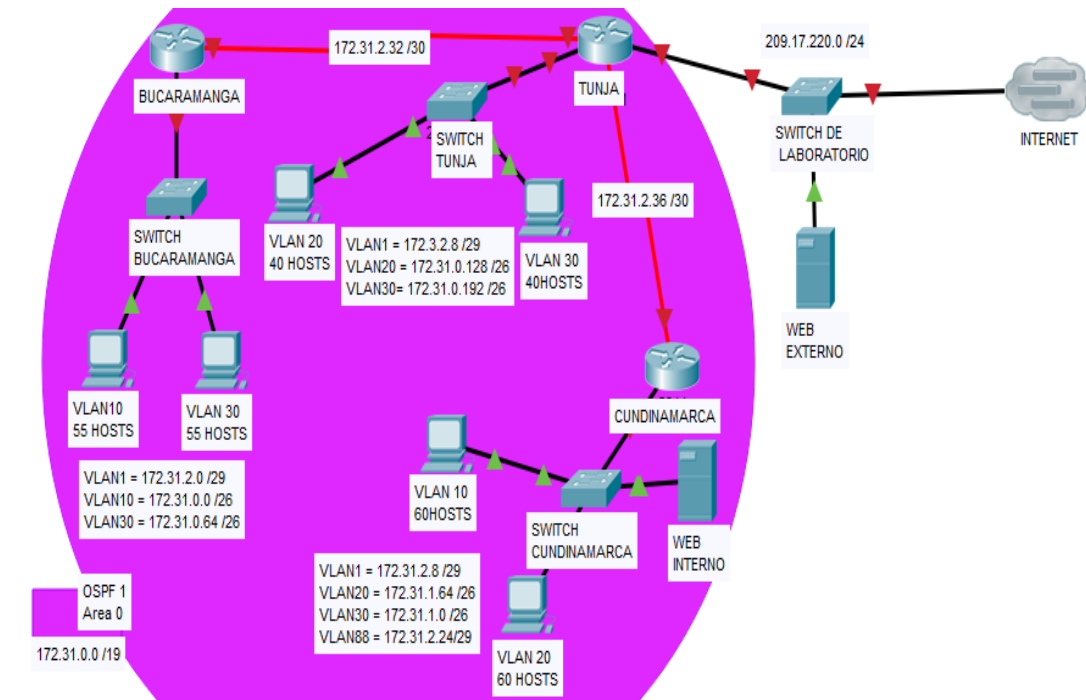 172.31.2.32 /30
209.17.220.0 /24
BUCARAMANGA
TUNJA
INTERNET
SWITCH
TUNJA
SWITCH DE
LABORATORIO
172.31.2.36 /30
SWITCH
BUCARAMANGA
VLAN 20
40 HOSTS
VLAN1 = 172.3.2.8 /29
VLAN20 = 172.31.0.128 /26
VLAN30= 172.31.0.192 /26
VLAN 30
40HOSTS
WEB
EXTERNO
VLAN10
55 HOSTS
VLAN 30
55 HOSTS
CUNDINAMARCA
VLAN1 = 172.31.2.0 /29
VLAN10 = 172.31.0.0 /26
VLAN30 = 172.31.0.64 /26
VLAN 10
60HOSTS
SWITCH
CUNDINAMARCA
WEB
INTERNO
VLAN1 = 172.31.2.8 /29
VLAN20 = 172.31.1.64 /26
VLAN30 = 172.31.1.0 /26
VLAN88 = 172.31.2.24/29
OSPF 1
Area 0
172.31.0.0 /19
VLAN 20
60 HOSTS